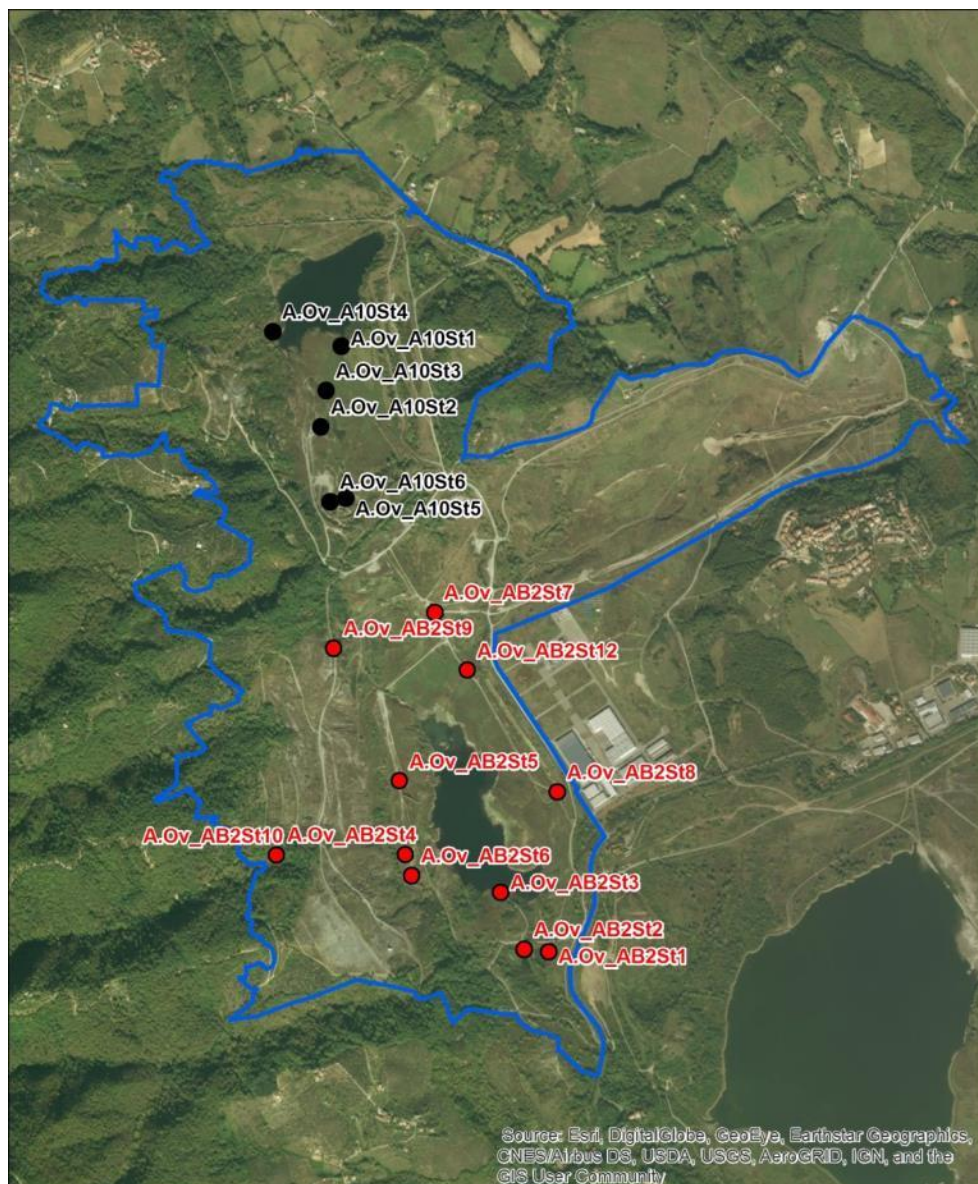 A.Ov_A10St4
A.Ov_A10St1
A.Ov_A10St3
A.Ov_A10St2
A.Ov_A10St6
A.Ov_A10St5
A.Ov_AB2St7
A.Ov_AB2St9
A.Ov_AB2St12
A.Ov_AB2St5
A.Ov_AB2St8
A.Ov_AB2St10 A.Ov_AB2St4
A.Ov_AB2St6
A.Ov_AB2St3
A.Ov_AB2St2
A.Ov_AB2St1
Source: Esri, DigitalGlobe, GeoEye, Earthstar Geographics,
CNES/Airbus DS, USDA, USGS, AeroGRID, IGN, and the
GIS User Community